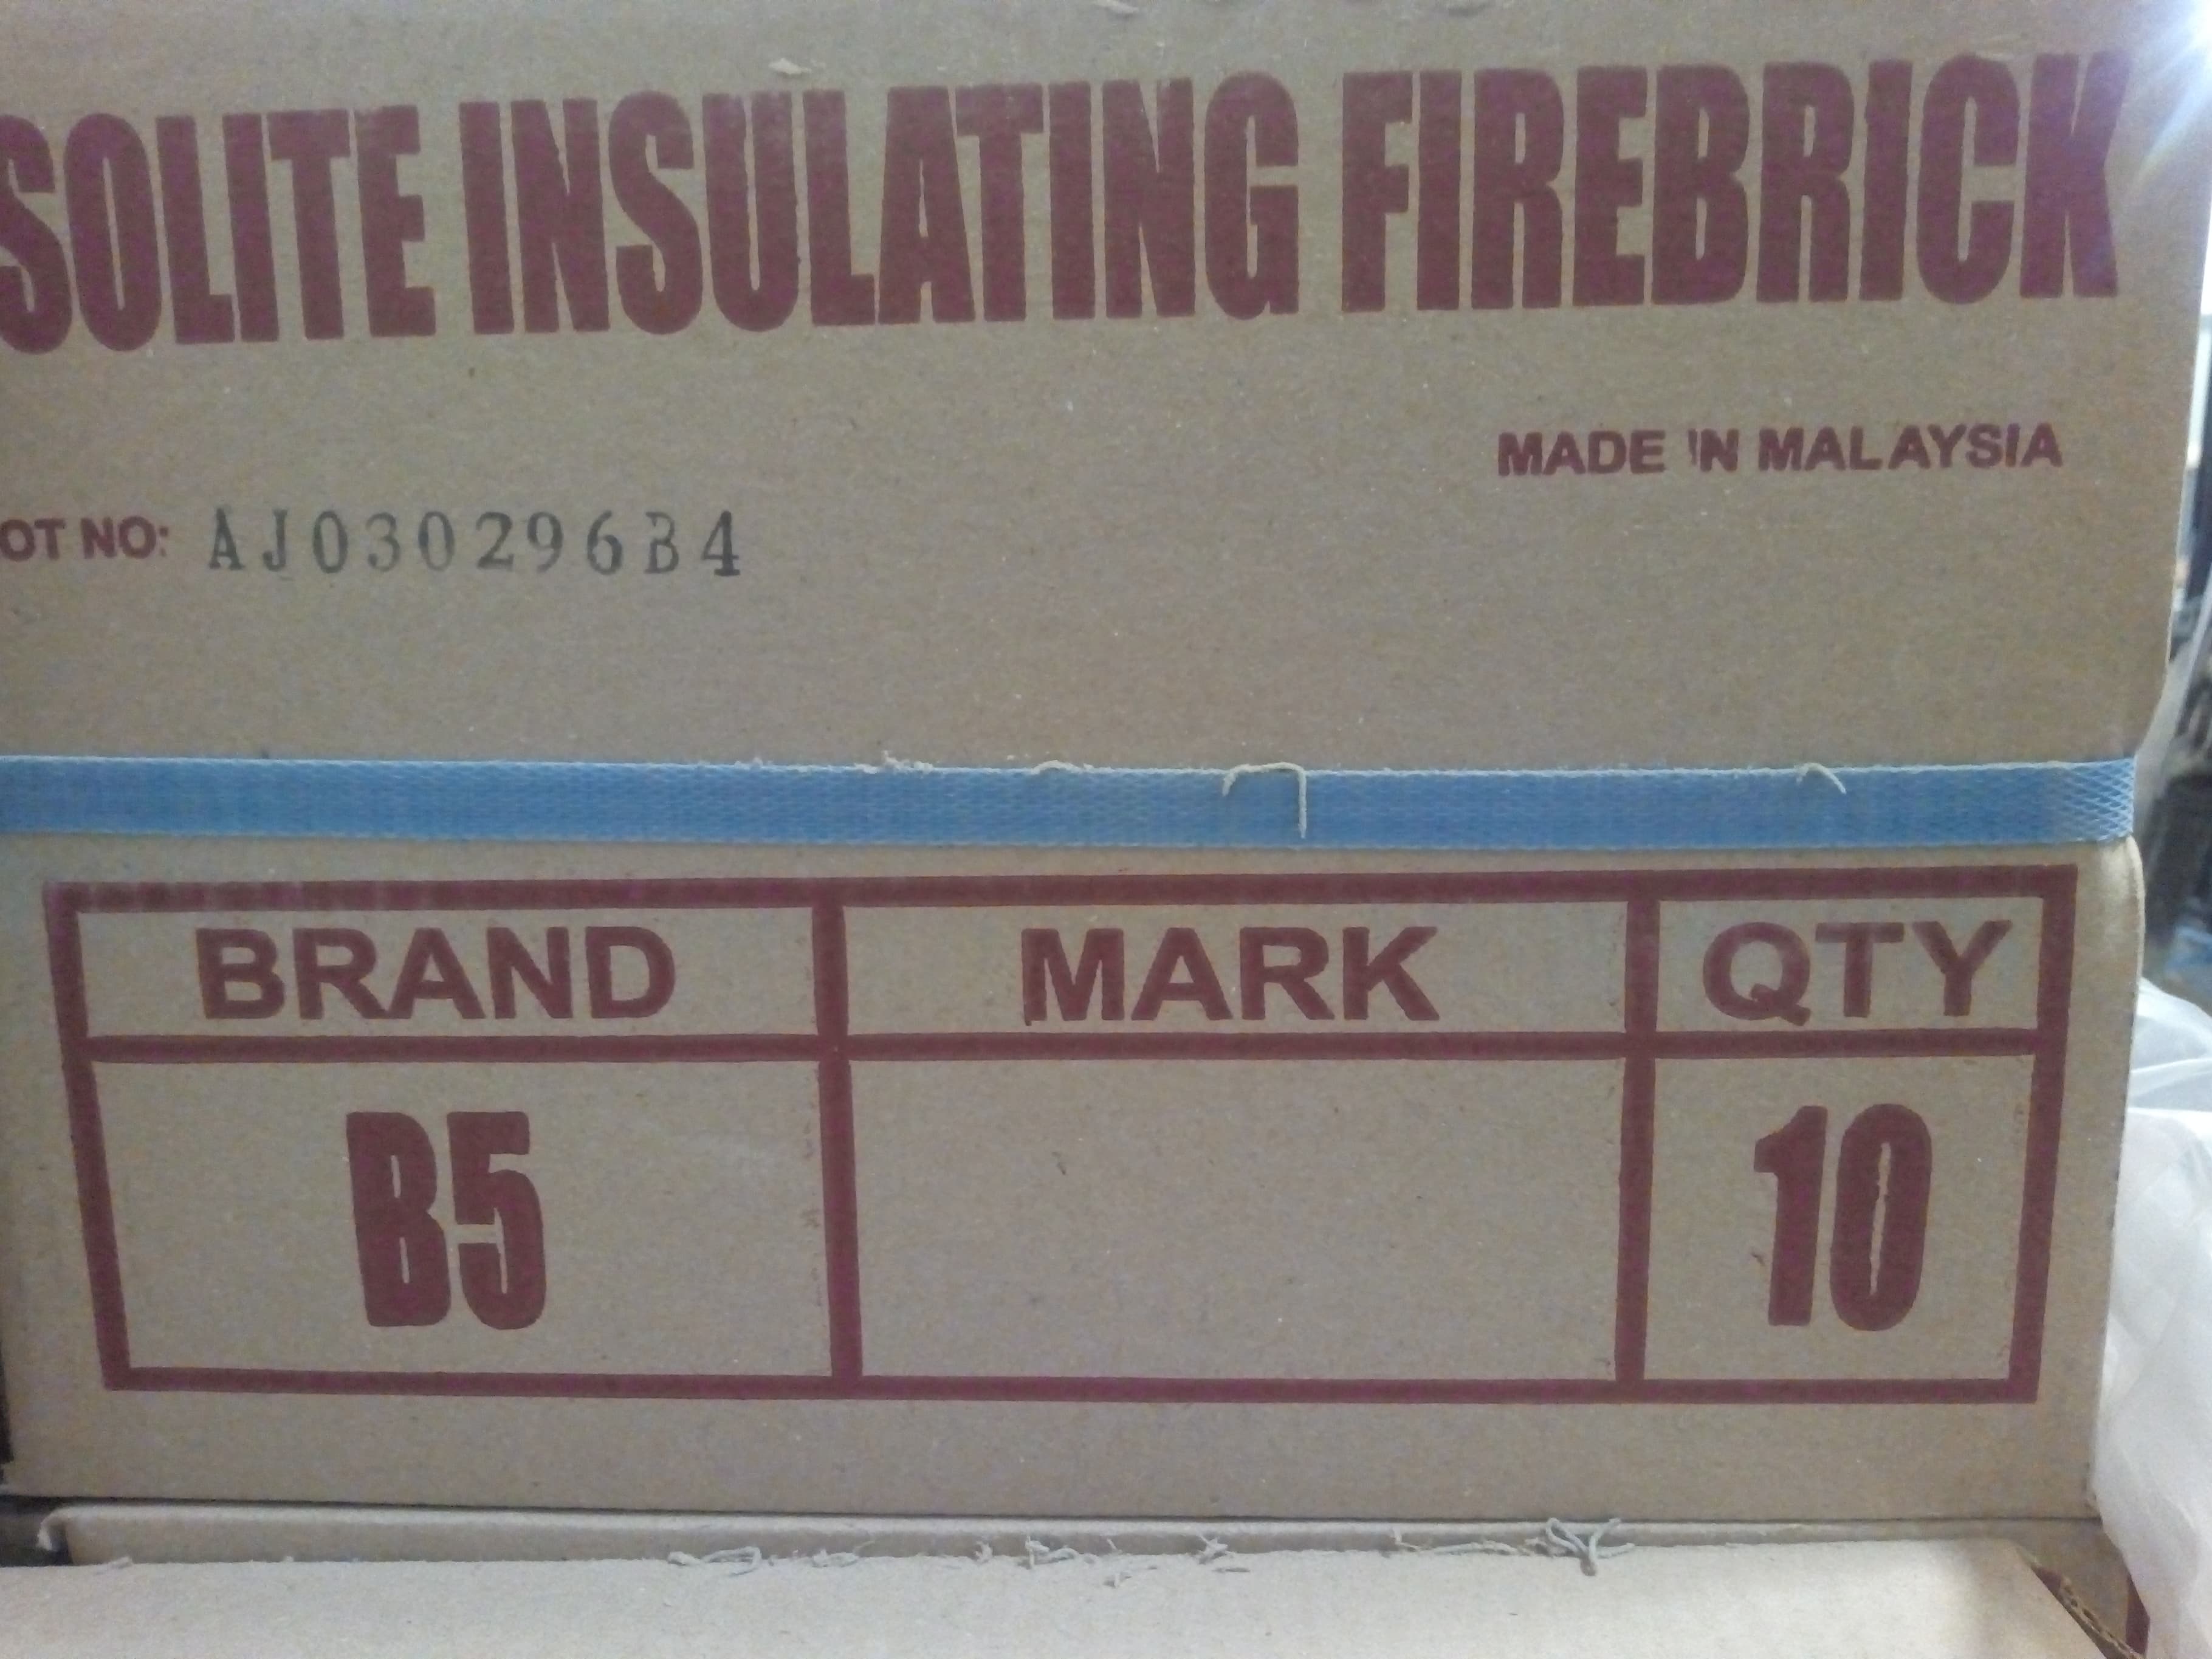 SOLITE INSULATING FIREBRICK
MADE IN MALAYSIA
OT NO: AJ030296B4
BRAND MARK QTY
B5 10